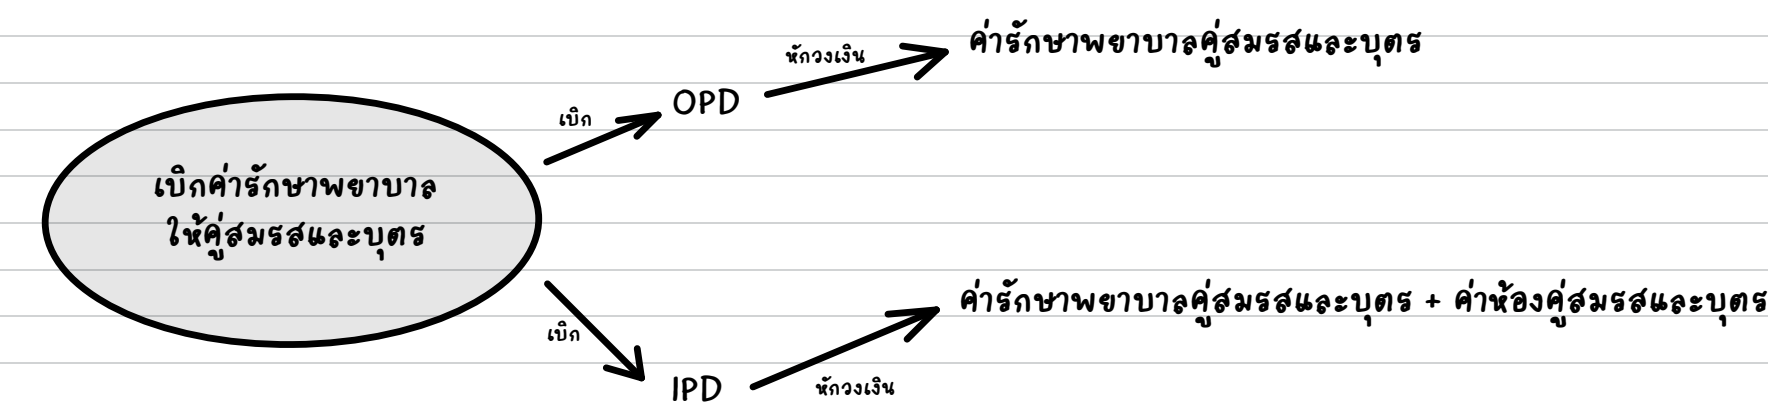 ค่ารักษาพยาบาลคู่สมรสและบุตร
หักวงเงิน
OPD
เบิก
เบิกค่ารักษาพยาบาล
ให้คู่สมรสและบุตร
ค่ารักษาพยาบาลคู่สมรสและบุตร + ค่าห้องคู่สมรสและบุตร
เบิก
IPD
หักวงเงิน